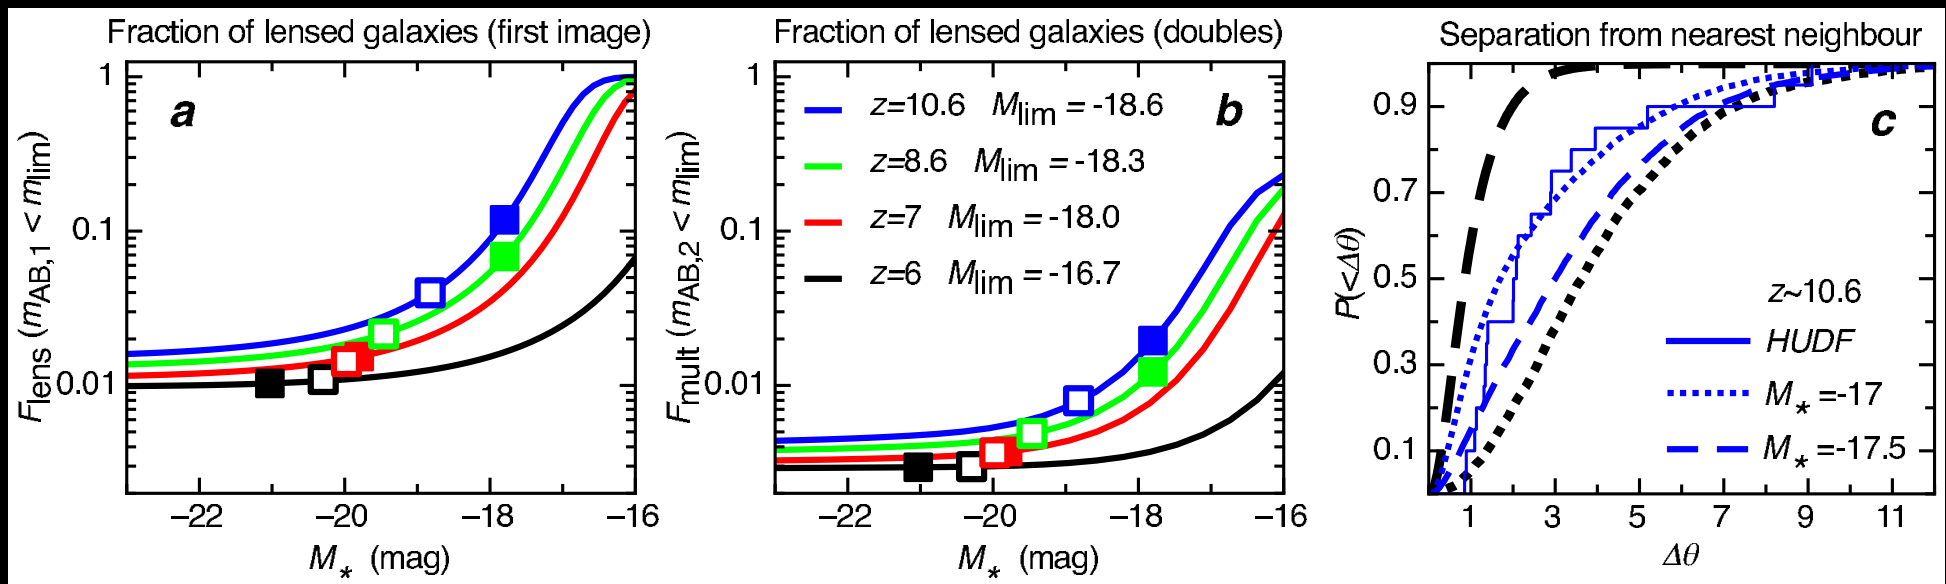 Fraction of lensed galaxies (first image)
a
F_lens (m_AB,1 < m_lim)
1
0.1
0.01
–22
–20
–18
–16
M_* (mag)
Fraction of lensed galaxies (doubles)
b
F_mult (m_AB,2 < m_lim)
1
0.1
0.01
z=10.6 M_lim = -18.6
z=8.6 M_lim = -18.3
z=7 M_lim = -18.0
z=6 M_lim = -16.7
–22
–20
–18
–16
M_* (mag)
Separation from nearest neighbour
c
P(<Δθ)
0.9
0.7
0.5
0.3
0.1
z~10.6
HUDF
M_*=-17
M_*=-17.5
1
3
5
7
9
11
Δθ